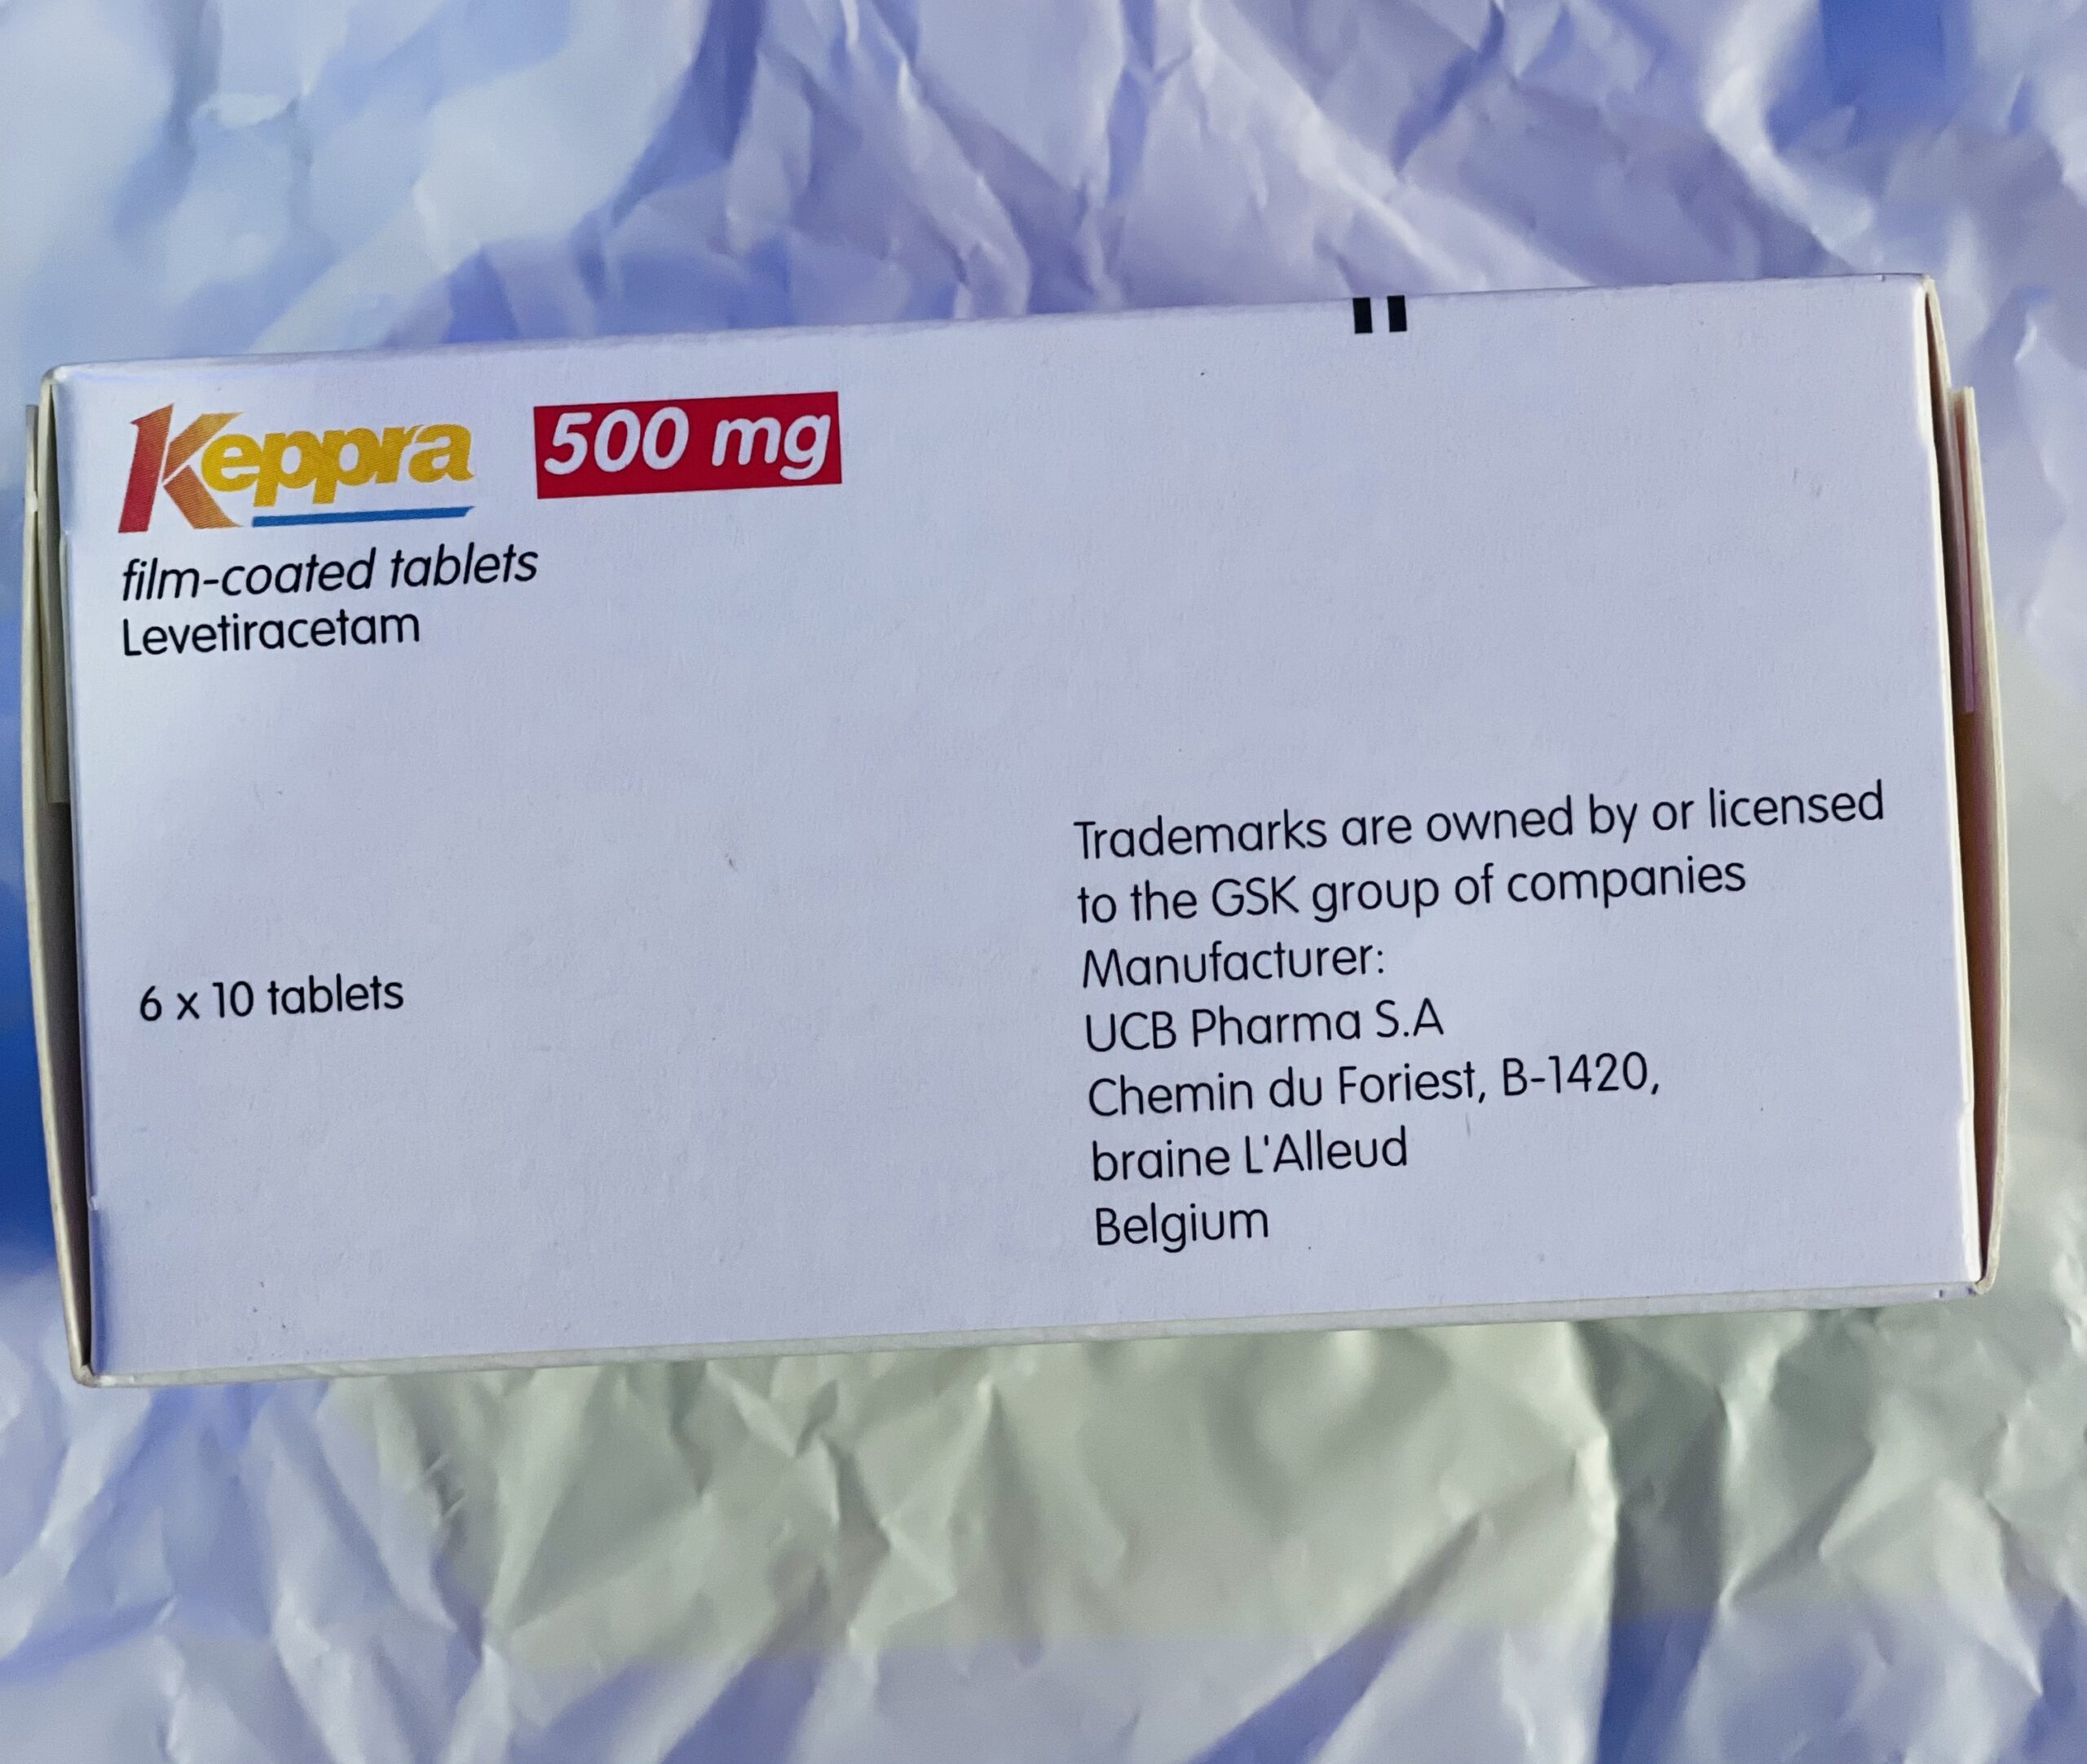 Keppra 500 mg
film-coated tablets
Levetiracetam
6 x 10 tablets
Trademarks are owned by or licensed
to the GSK group of companies
Manufacturer:
UCB Pharma S.A
Chemin du Foriest, B-1420,
braine L'Alleud
Belgium